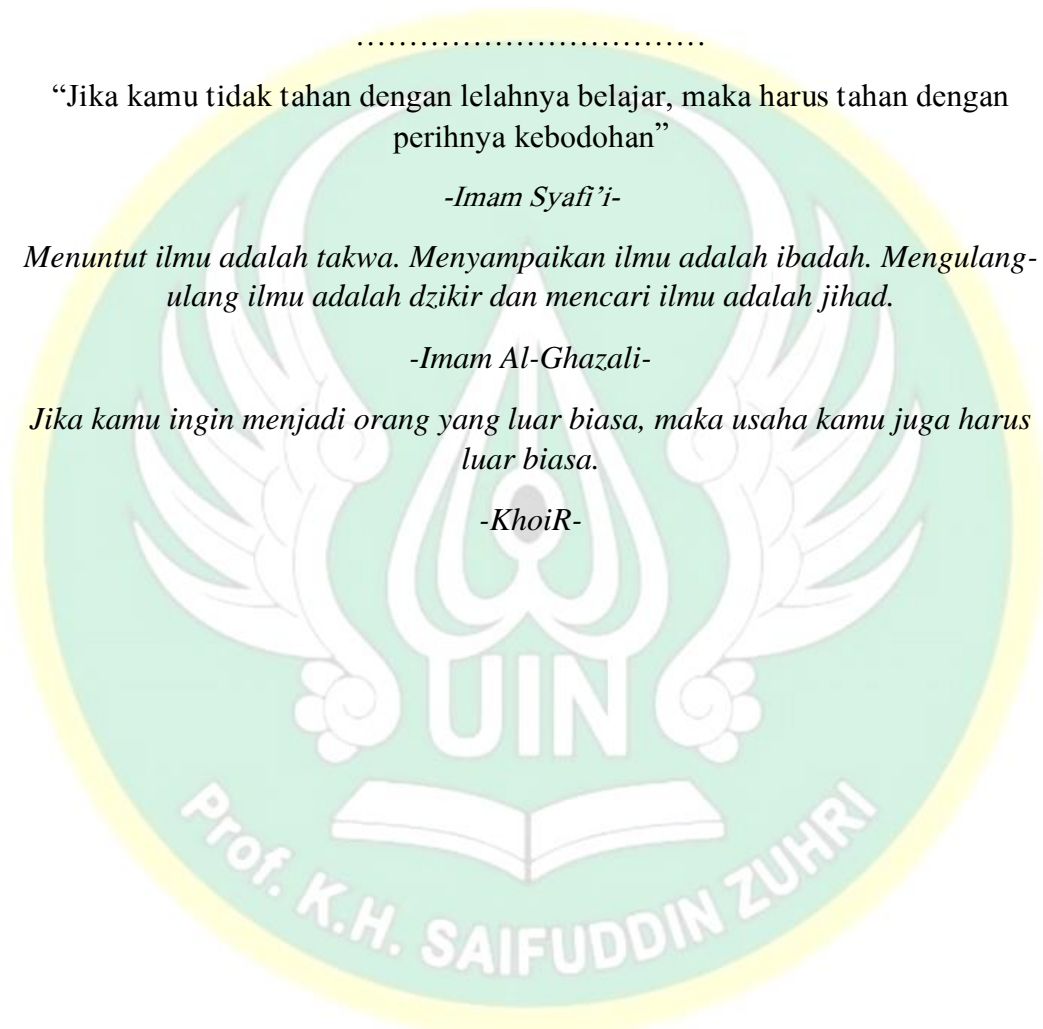 ……………………………
“Jika kamu tidak tahan dengan lelahnya belajar, maka harus tahan dengan
perihnya kebodohan”
-Imam Syafi’i-
Menuntut ilmu adalah takwa. Menyampaikan ilmu adalah ibadah. Mengulang-
ulang ilmu adalah dzikir dan mencari ilmu adalah jihad.
-Imam Al-Ghazali-
Jika kamu ingin menjadi orang yang luar biasa, maka usaha kamu juga harus
luar biasa.
-KhoiR-
UIN
Prof. K.H. SAIFUDDIN ZUHRI